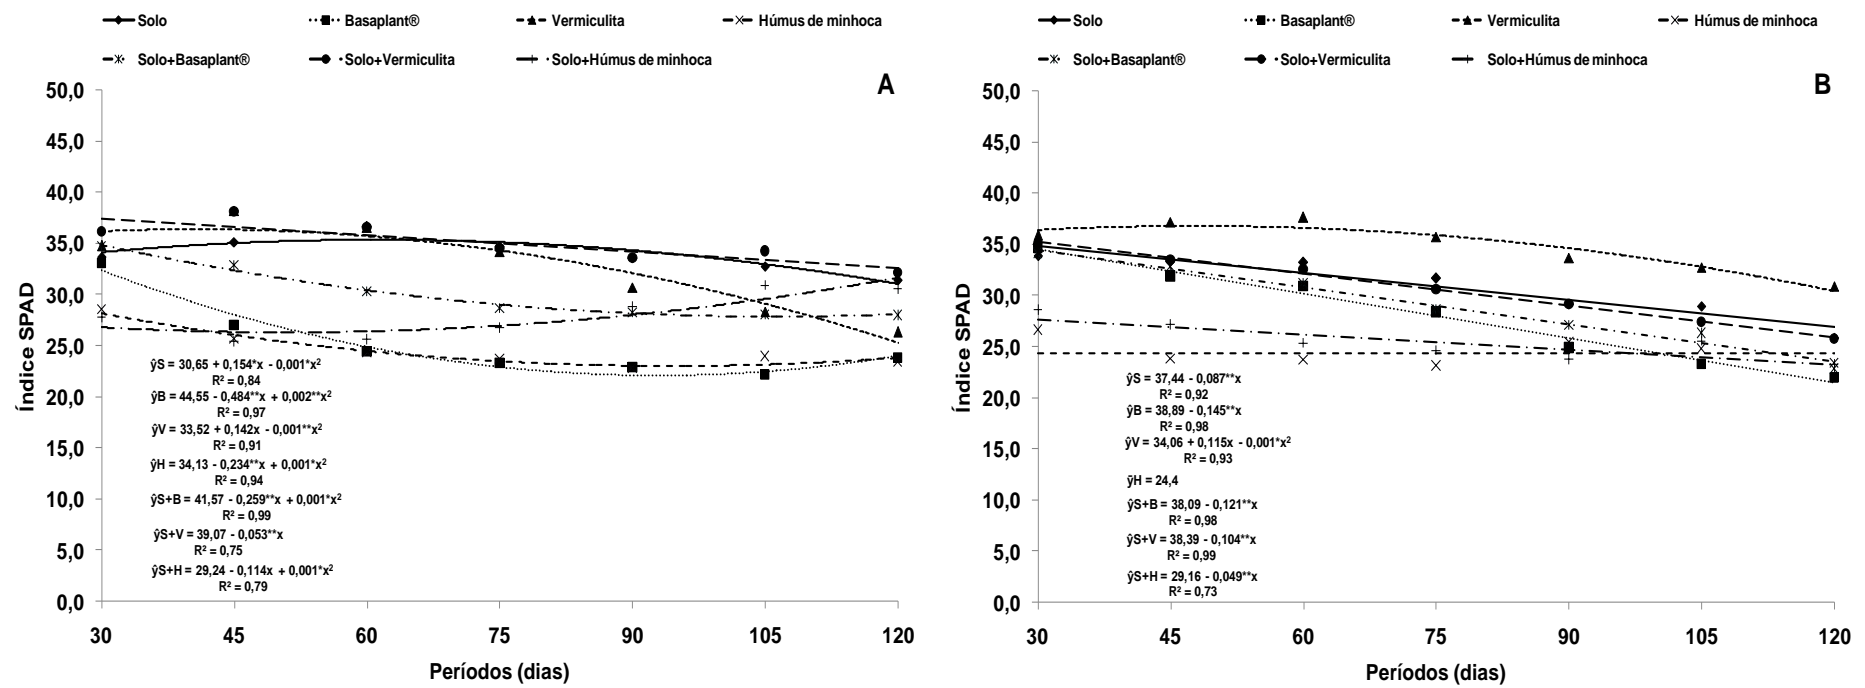 Solo Basaplant® Vermiculita Húmus de minhoca
Solo+Basaplant® Solo+Vermiculita Solo+Húmus de minhoca
A
50,0
45,0
40,0
35,0
30,0
25,0
20,0
15,0
10,0
5,0
0,0
Índice SPAD
ŷS = 30,65 + 0,154*x - 0,001*x²
R² = 0,84
ŷB = 44,55 - 0,484**x + 0,002**x²
R² = 0,97
ŷV = 33,52 + 0,142x - 0,001**x²
R² = 0,91
ŷH = 34,13 - 0,234**x + 0,001*x²
R² = 0,94
ŷS+B = 41,57 - 0,259**x + 0,001*x²
R² = 0,99
ŷS+V = 39,07 - 0,053**x
R² = 0,75
ŷS+H = 29,24 - 0,114x + 0,001*x²
R² = 0,79
30 45 60 75 90 105 120
Períodos (dias)
Solo Basaplant® Vermiculita Húmus de minhoca
Solo+Basaplant® Solo+Vermiculita Solo+Húmus de minhoca
B
50,0
45,0
40,0
35,0
30,0
25,0
20,0
15,0
10,0
5,0
0,0
Índice SPAD
ŷS = 37,44 - 0,087**x
R² = 0,92
ŷB = 38,89 - 0,145**x
R² = 0,98
ŷV = 34,06 + 0,115x - 0,001*x²
R² = 0,93
ȳH = 24,4
ŷS+B = 38,09 - 0,121**x
R² = 0,98
ŷS+V = 38,39 - 0,104**x
R² = 0,99
ŷS+H = 29,16 - 0,049**x
R² = 0,73
30 45 60 75 90 105 120
Períodos (dias)